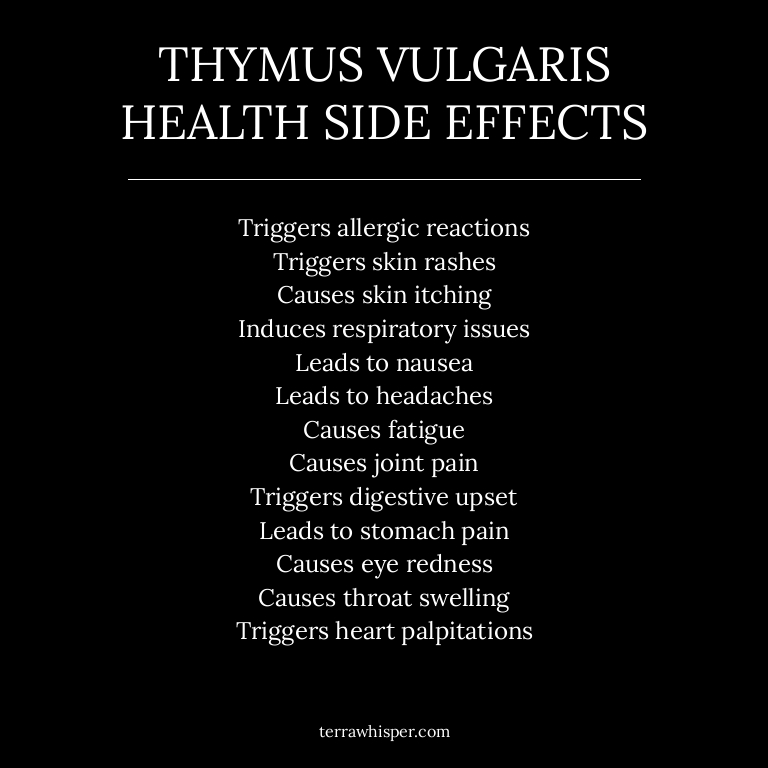 THYMUS VULGARIS
HEALTH SIDE EFFECTS
Triggers allergic reactions
Triggers skin rashes
Causes skin itching
Induces respiratory issues
Leads to nausea
Leads to headaches
Causes fatigue
Causes joint pain
Triggers digestive upset
Leads to stomach pain
Causes eye redness
Causes throat swelling
Triggers heart palpitations
terrawhisper.com